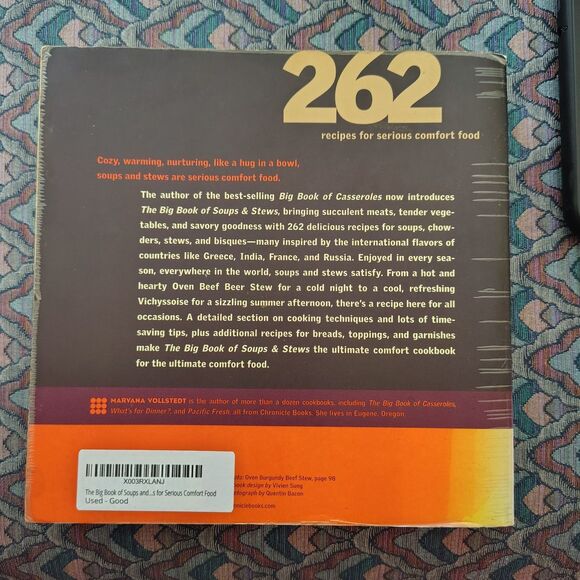 262
recipes for serious comfort food
Cozy, warming, nurturing, like a hug in a bowl,
soups and stews are serious comfort food.
The author of the best-selling Big Book of Casseroles now introduces
The Big Book of Soups & Stews, bringing succulent meats, tender vege-
tables, and savory goodness with 262 delicious recipes for soups, chow-
ders, stews, and bisques—many inspired by the international flavors of
countries like Greece, India, France, and Russia. Enjoyed in every sea-
son, everywhere in the world, soups and stews satisfy. From a hot and
hearty Oven Beef Beer Stew for a cold night to a cool, refreshing
Vichyssoise for a sizzling summer afternoon, there's a recipe here for all
occasions. A detailed section on cooking techniques and lots of time-
saving tips, plus additional recipes for breads, toppings, and garnishes
make The Big Book of Soups & Stews the ultimate comfort cookbook
for the ultimate comfort food.
MARYANA VOLLSTEDT is the author of more than a dozen cookbooks, including The Big Book of Casseroles,
What's for Dinner?, and Pacific Fresh, all from Chronicle Books. She lives in Eugene, Oregon.
X003RXLANJ
The Big Book of Soups and...s for Serious Comfort Food
Used - Good
Oven Burgundy Beef Stew, page 98
design by Vivien Sung
by Quentin Bacon